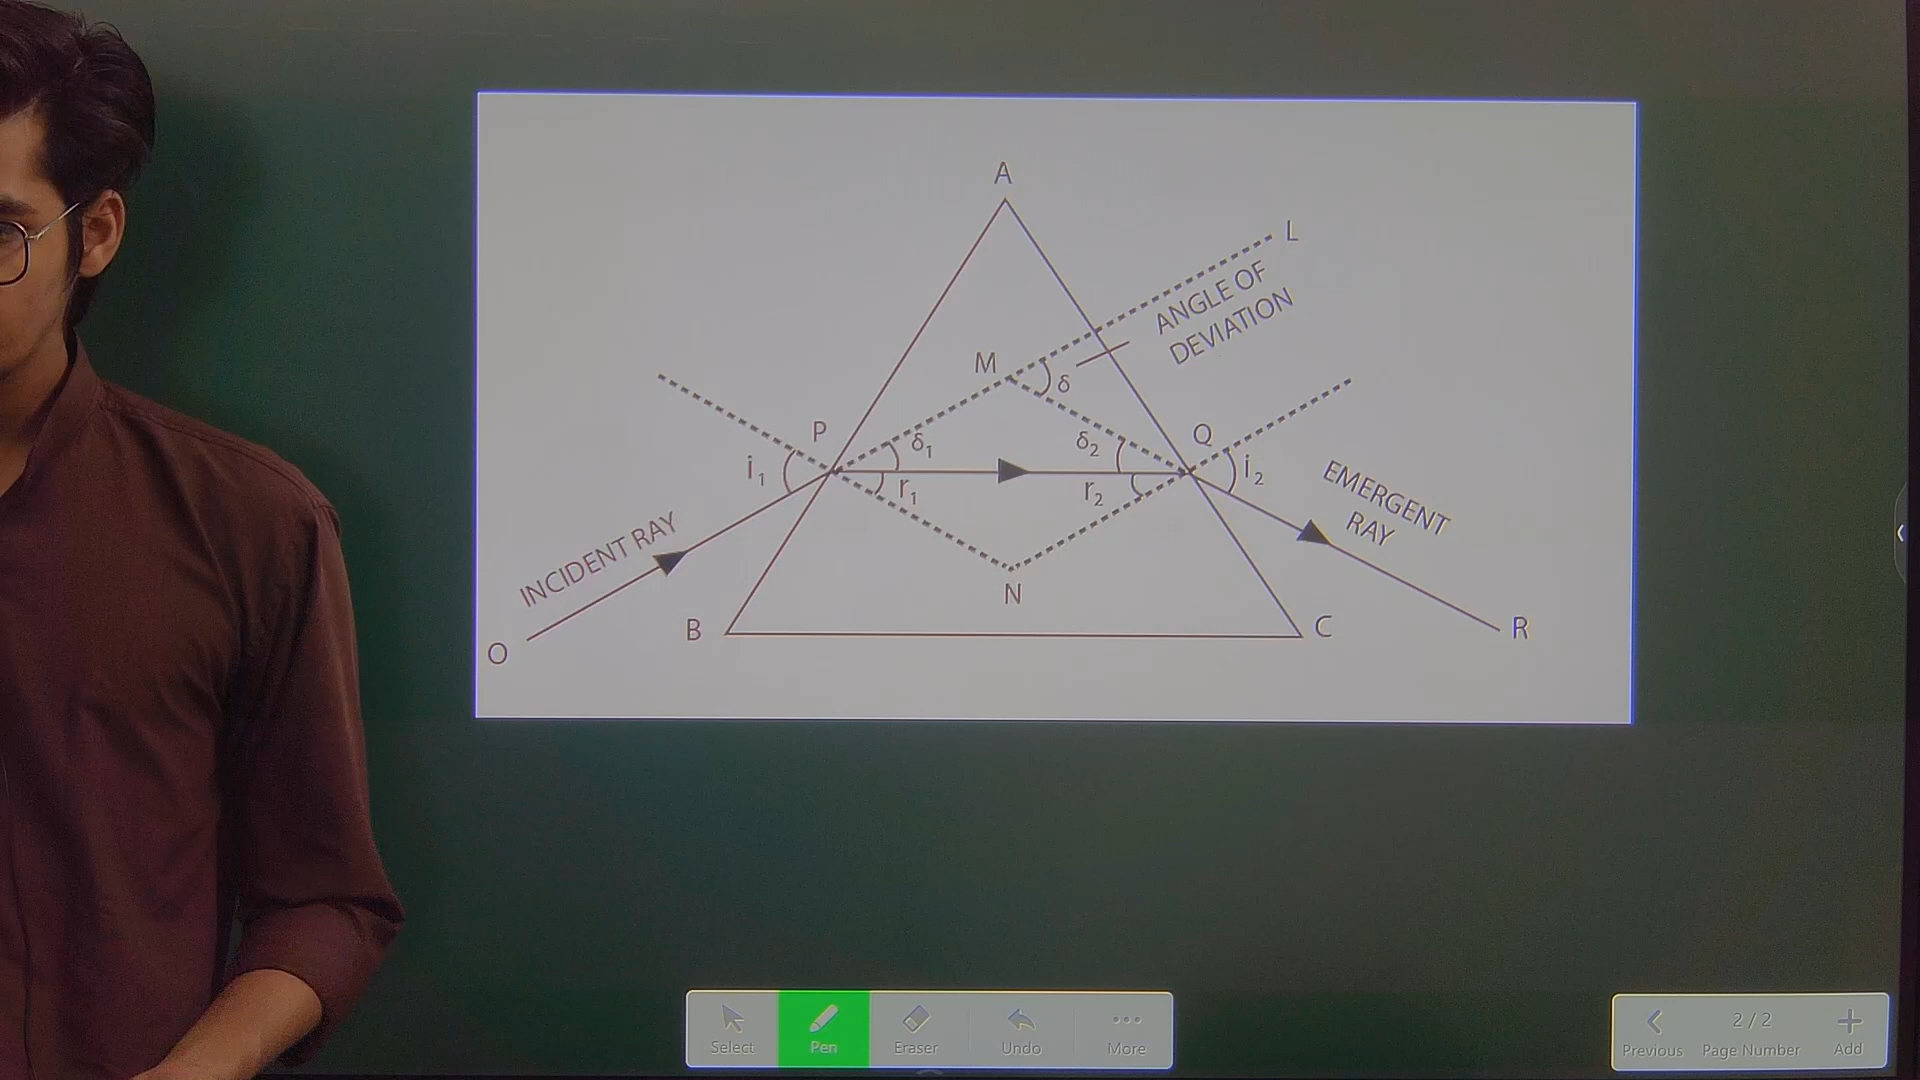 A
L
ANGLE OF
DEVIATION
M
δ
P
Q
δ₁
δ₂
i₁
r₁
r₂
i₂
EMERGENT
RAY
INCIDENT RAY
N
B
C
R
O
Select
Pen
Eraser
Undo
More
Previous
2 / 2
Page Number
Add